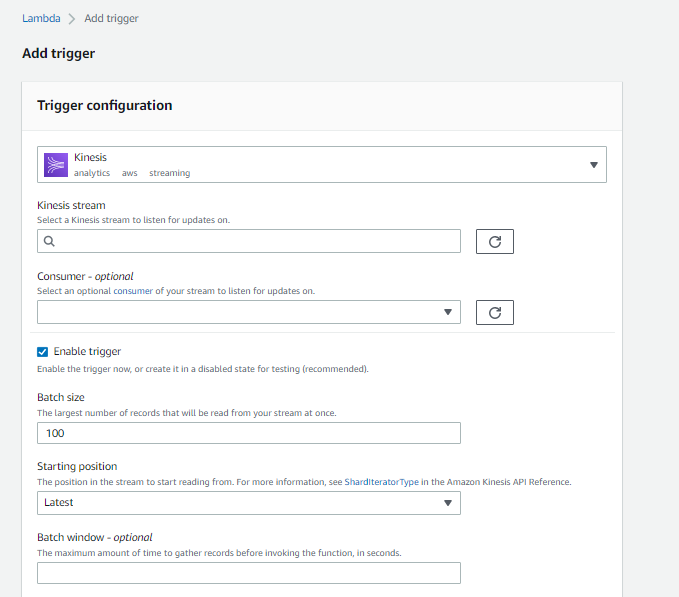 Lambda > Add trigger
Add trigger
Trigger configuration
Kinesis
analytics aws streaming
Kinesis stream
Select a Kinesis stream to listen for updates on.
Consumer - optional
Select an optional consumer of your stream to listen for updates on.
Enable trigger
Enable the trigger now, or create it in a disabled state for testing (recommended).
Batch size
The largest number of records that will be read from your stream at once.
100
Starting position
The position in the stream to start reading from. For more information, see ShardIteratorType in the Amazon Kinesis API Reference.
Latest
Batch window - optional
The maximum amount of time to gather records before invoking the function, in seconds.